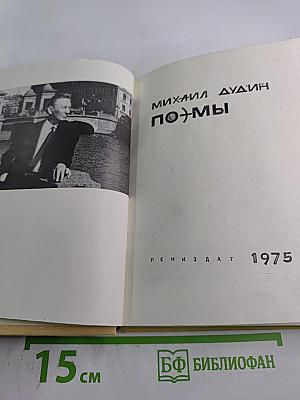 МИХАИЛ ДУДИН
ПОЭМЫ
ЛЕНИЗДАТ 1975
15 СМ
БФ БИБЛИОФАН